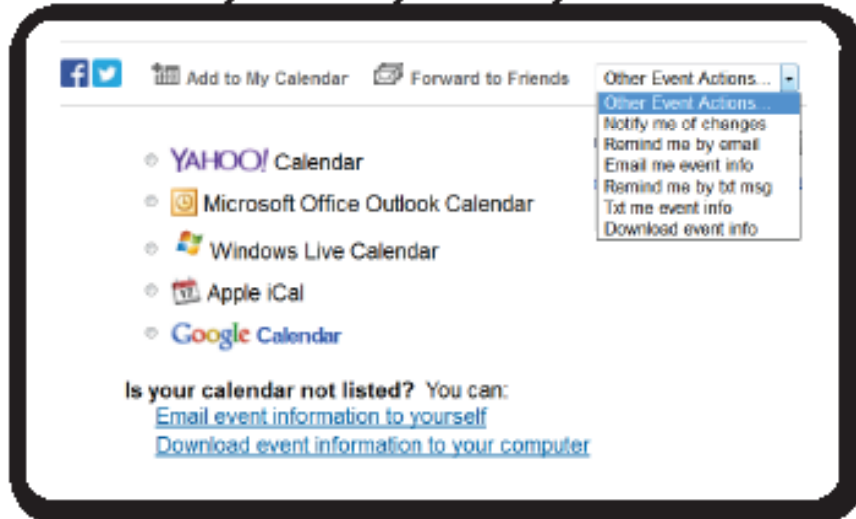 Add to My Calendar Forward to Friends Other Event Actions...
Other Event Actions...
Notify me of changes
Remind me by email
Email me event info
Remind me by txt msg
Txt me event info
Download event info
YAHOO! Calendar
Microsoft Office Outlook Calendar
Windows Live Calendar
Apple iCal
Google Calendar
Is your calendar not listed? You can:
Email event information to yourself
Download event information to your computer